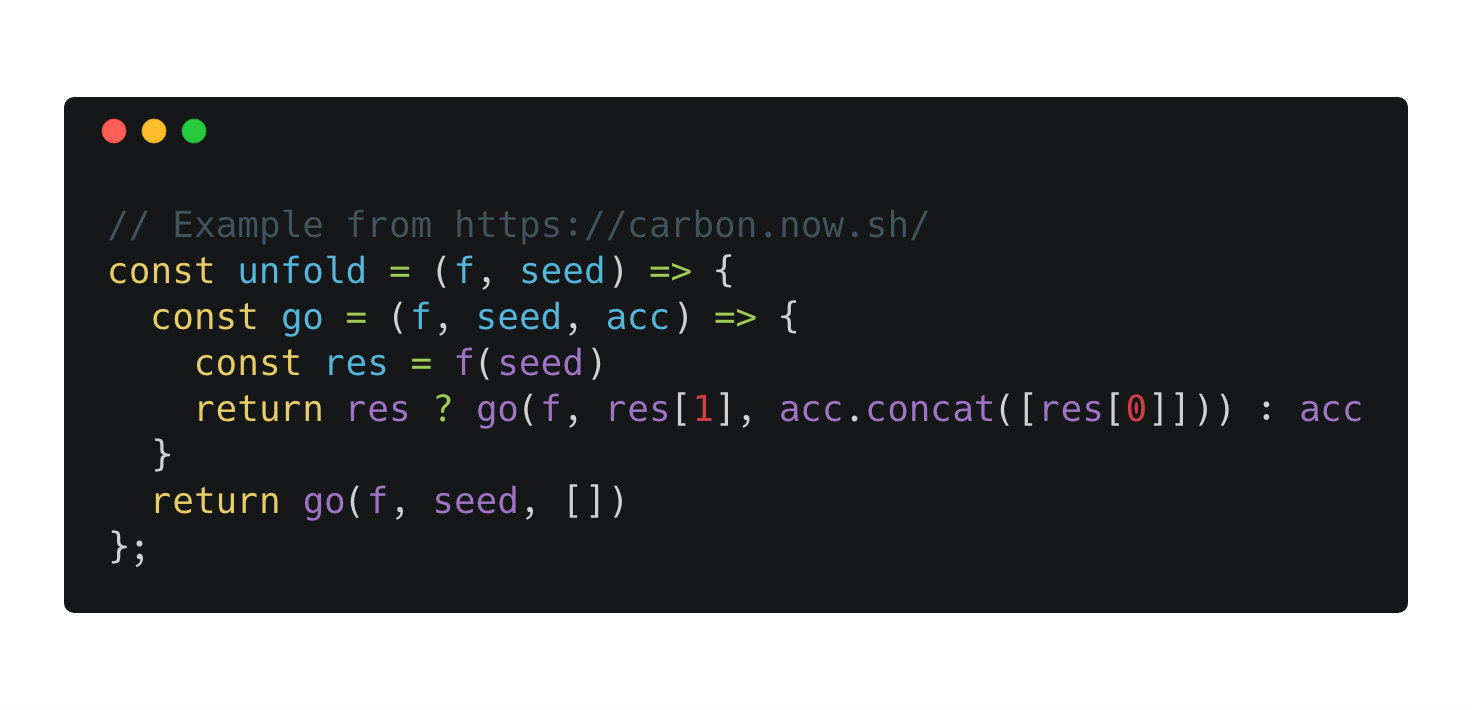 // Example from https://carbon.now.sh/
const unfold = (f, seed) => {
  const go = (f, seed, acc) => {
    const res = f(seed)
    return res ? go(f, res[1], acc.concat([res[0]])) : acc
  }
  return go(f, seed, [])
};